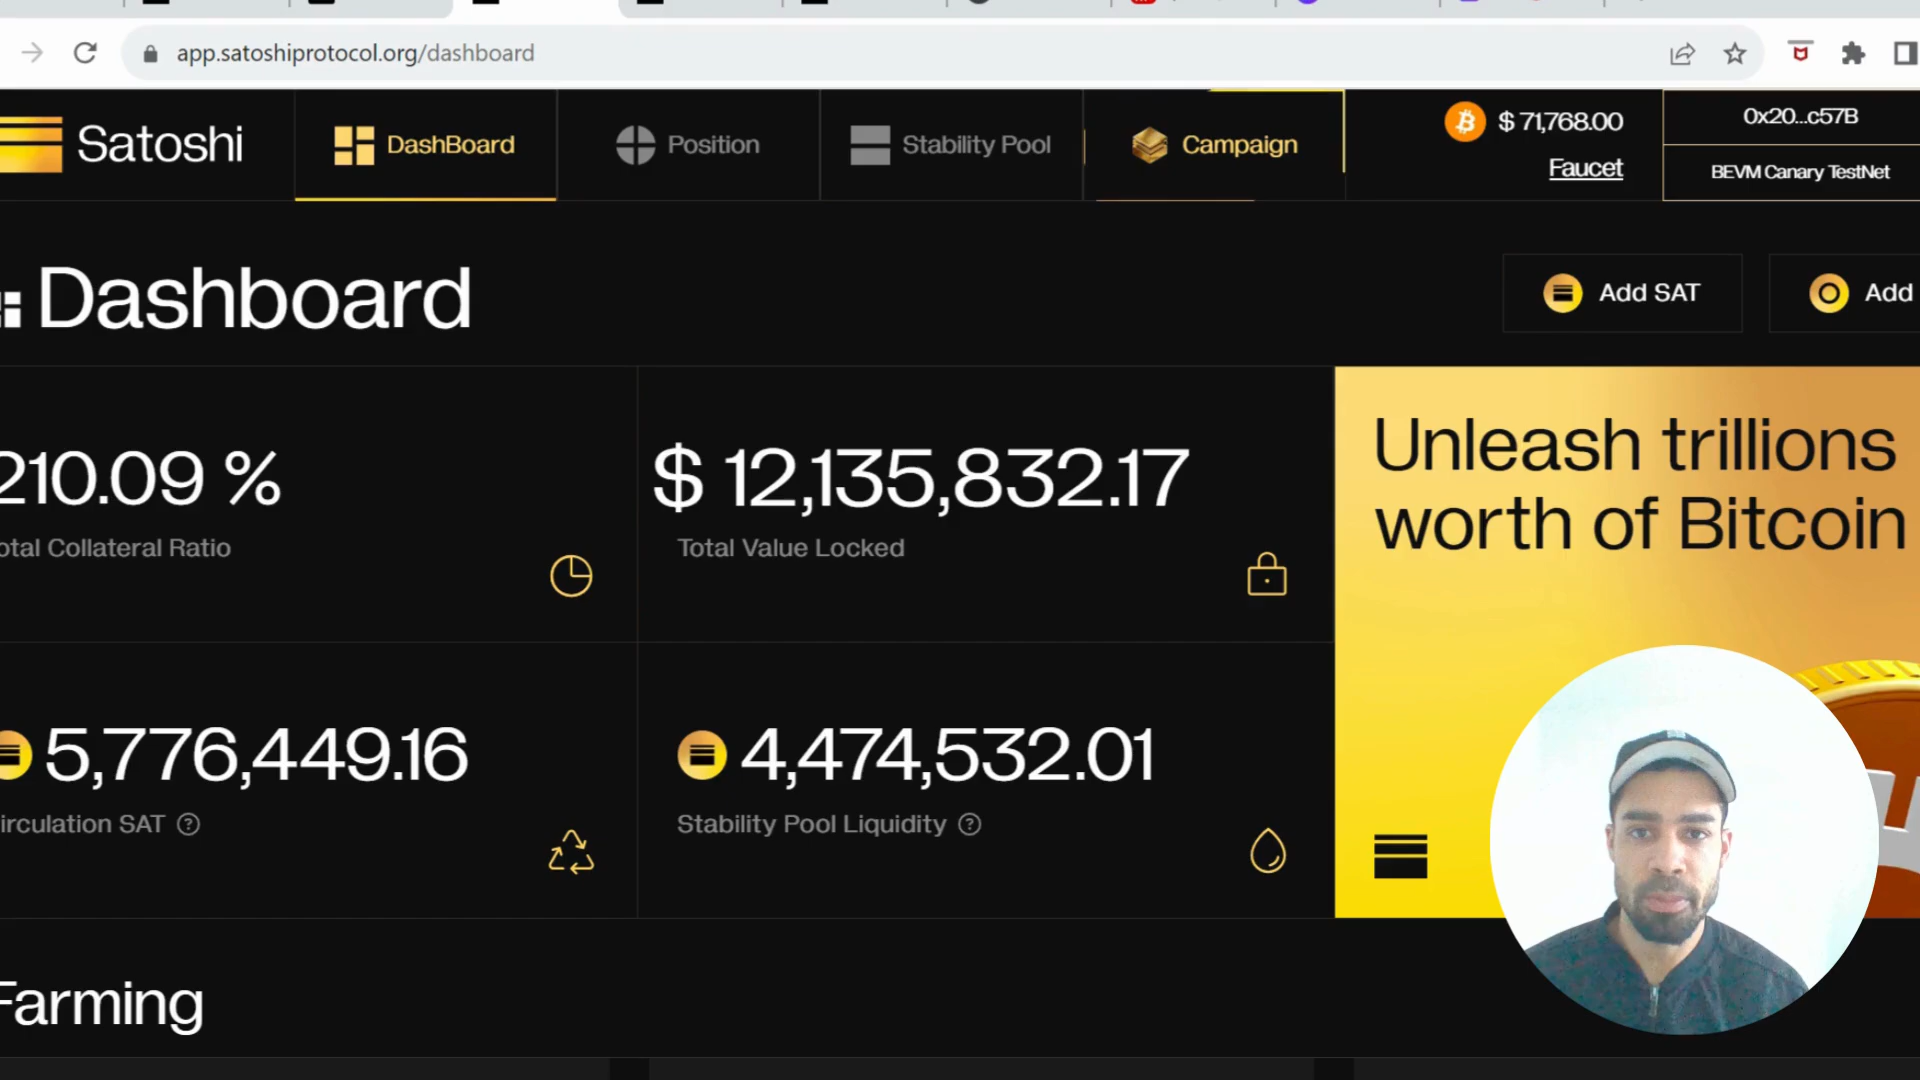 app.satoshiprotocol.org/dashboard
Satoshi
DashBoard
Position
Stability Pool
Campaign
$ 71,768.00
Faucet
0x20...c57B
BEVM Canary TestNet
Dashboard
Add SAT
Add
210.09 %
otal Collateral Ratio
$ 12,135,832.17
Total Value Locked
Unleash trillions
worth of Bitcoin
5,776,449.16
irculation SAT
4,474,532.01
Stability Pool Liquidity
Farming